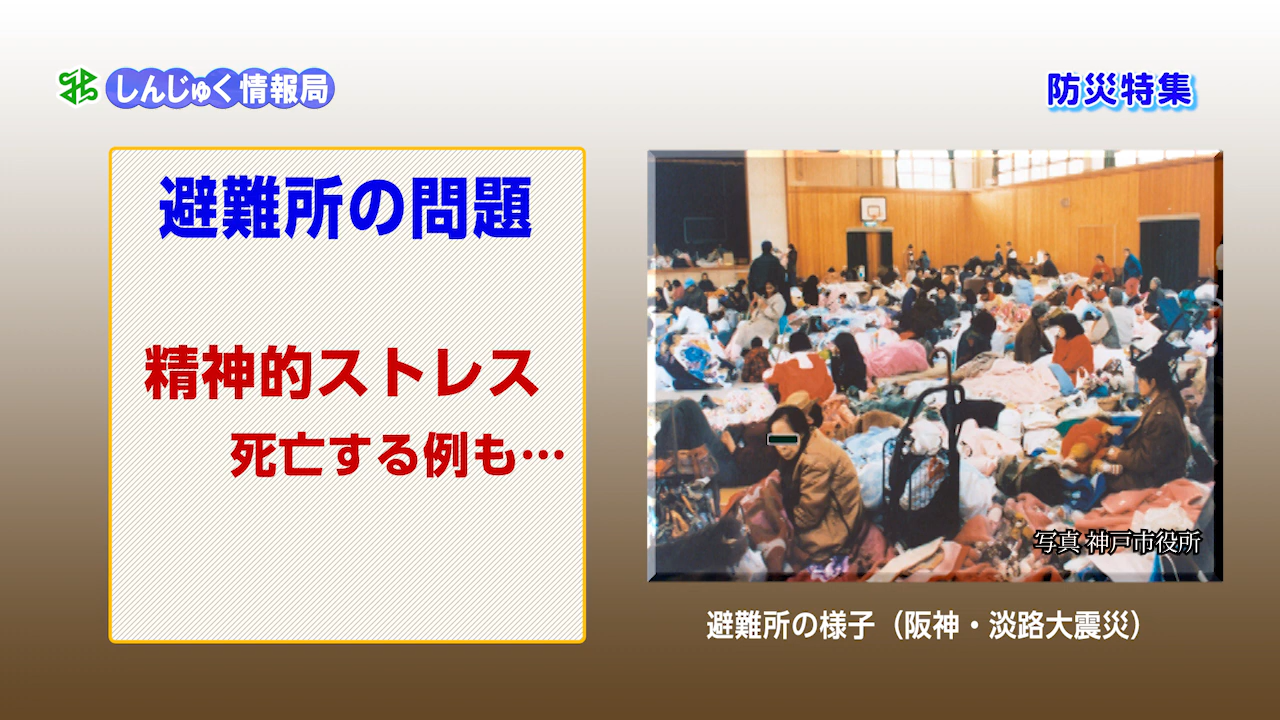 しんじゅく情報局
防災特集
避難所の問題
精神的ストレス
死亡する例も…
写真 神戸市役所
避難所の様子（阪神・淡路大震災）